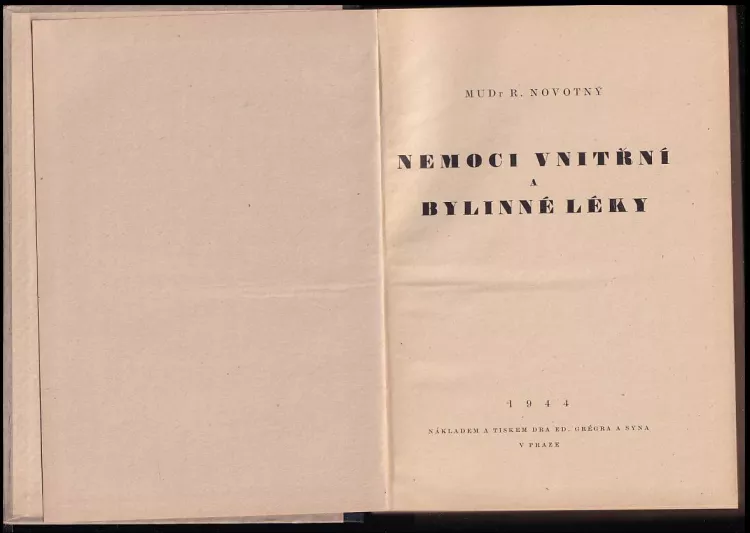 MUDr R. NOVOTNÝ
NEMOCI VNITŘNÍ
A
BYLINNÉ LÉKY
1944
NÁKLADEM A TISKEM DRA ED. GRÉGRA A SYNA
V PRAZE